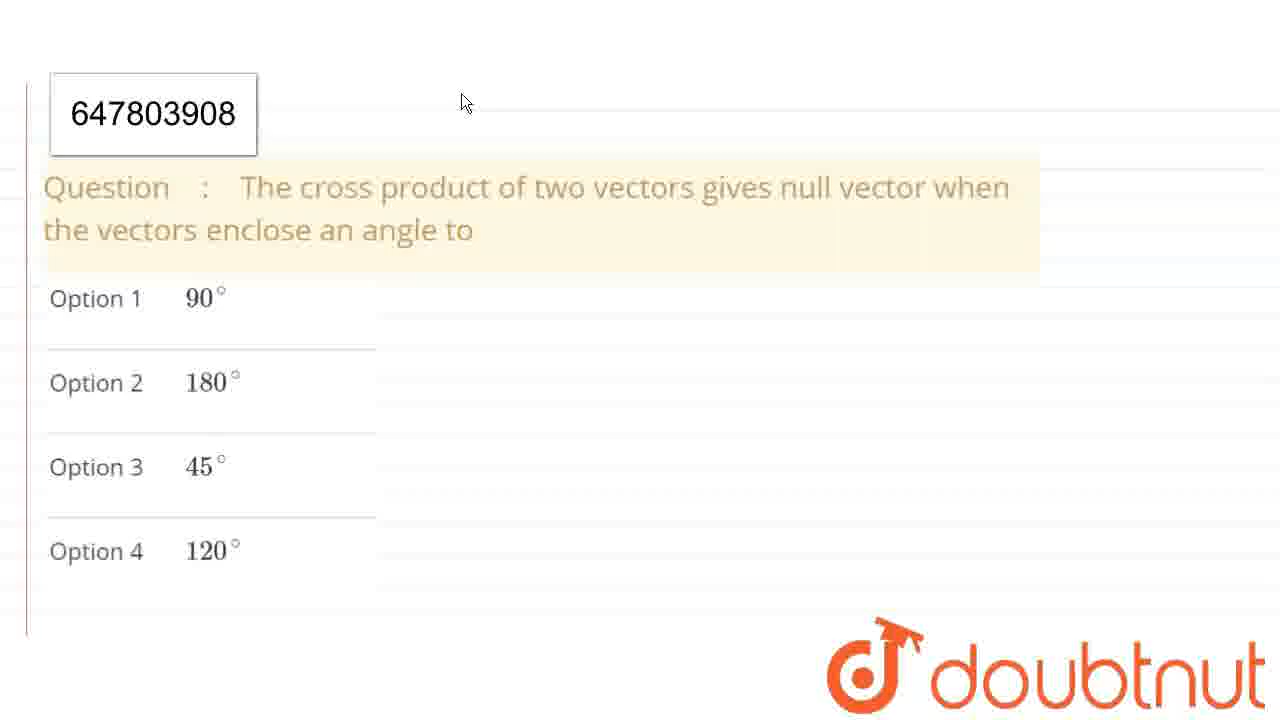 647803908
Question : The cross product of two vectors gives null vector when
the vectors enclose an angle to
Option 1 90°
Option 2 180°
Option 3 45°
Option 4 120°
doubtnut